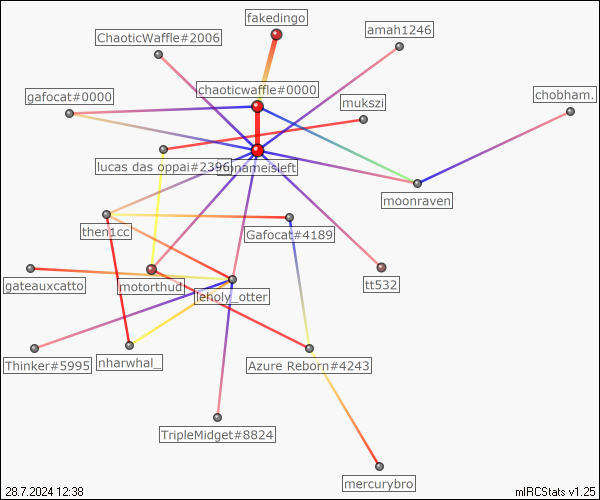 fakedingo
ChaoticWaffle#2006
amah1246
chaoticwaffle#0000
gafocat#0000
mukszi
chobham.
lucas das oppai#2396
nonameisleft
moonraven
then1cc
Gafocat#4189
gateauxcatto
motorthud
leholy_otter
tt532
Thinker#5995
nharwhal_
Azure Reborn#4243
TripleMidget#8824
mercurybro
28.7.2024 12:38
mIRCStats v1.25